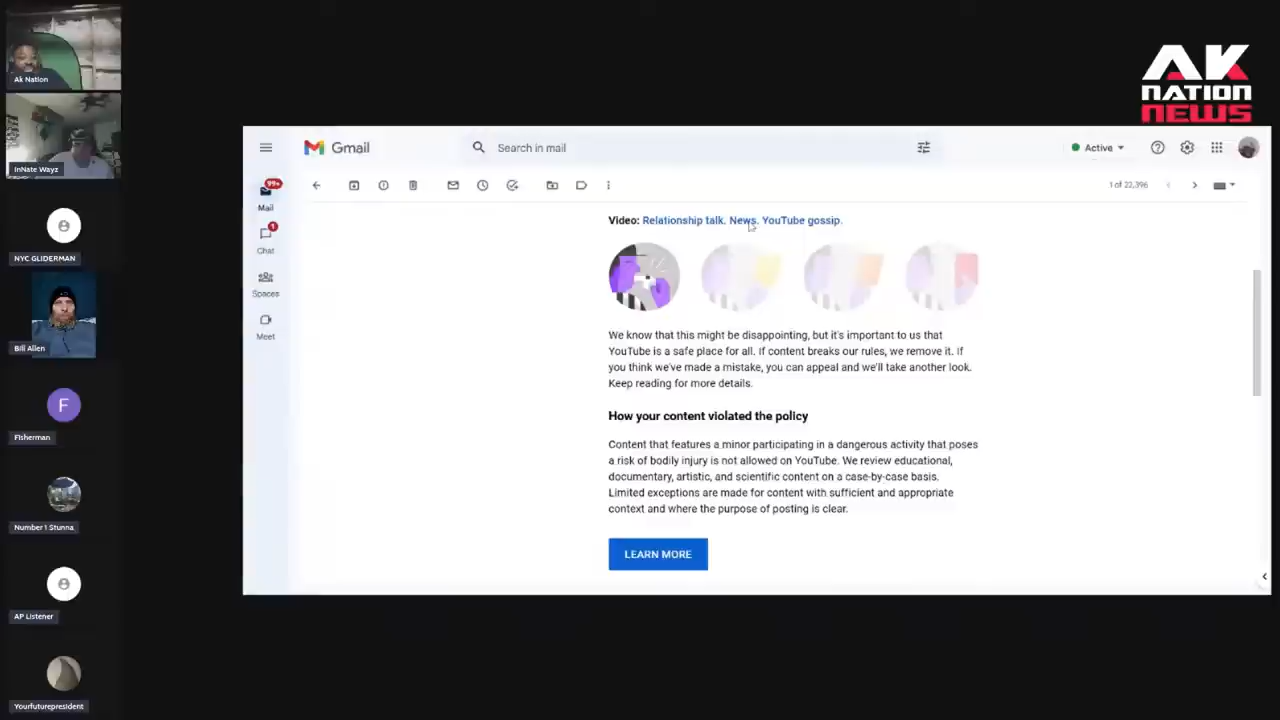 Ak Nation
InNate Wayz
NYC GLIDERMAN
Bill Allen
F
Fisherman
Number 1 Stunna
AP Listener
Yourfuturepresident
AK
NATION
NEWS
Gmail
Search in mail
Active
99+
Mail
1
Chat
Spaces
Meet
1 of 22,396
Video: Relationship talk. News. YouTube gossip.
We know that this might be disappointing, but it's important to us that
YouTube is a safe place for all. If content breaks our rules, we remove it. If
you think we've made a mistake, you can appeal and we'll take another look.
Keep reading for more details.
How your content violated the policy
Content that features a minor participating in a dangerous activity that poses
a risk of bodily injury is not allowed on YouTube. We review educational,
documentary, artistic, and scientific content on a case-by-case basis.
Limited exceptions are made for content with sufficient and appropriate
context and where the purpose of posting is clear.
LEARN MORE